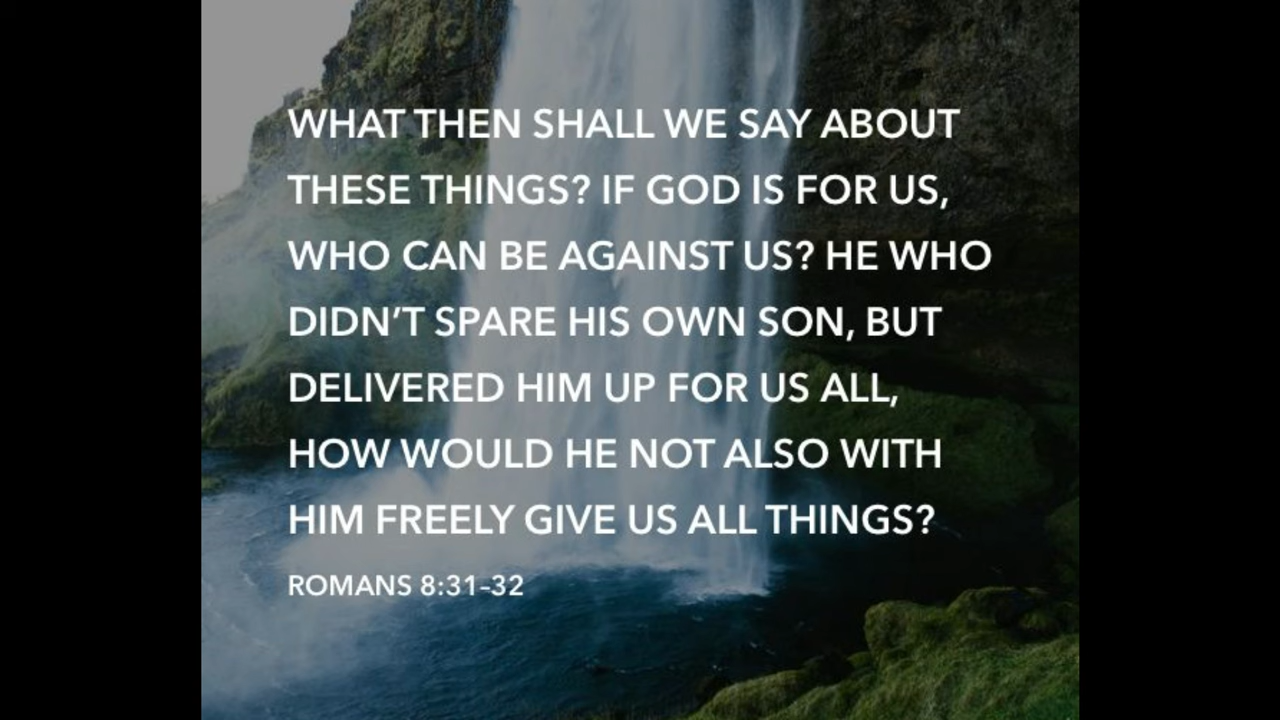 WHAT THEN SHALL WE SAY ABOUT
THESE THINGS? IF GOD IS FOR US,
WHO CAN BE AGAINST US? HE WHO
DIDN’T SPARE HIS OWN SON, BUT
DELIVERED HIM UP FOR US ALL,
HOW WOULD HE NOT ALSO WITH
HIM FREELY GIVE US ALL THINGS?
ROMANS 8:31–32